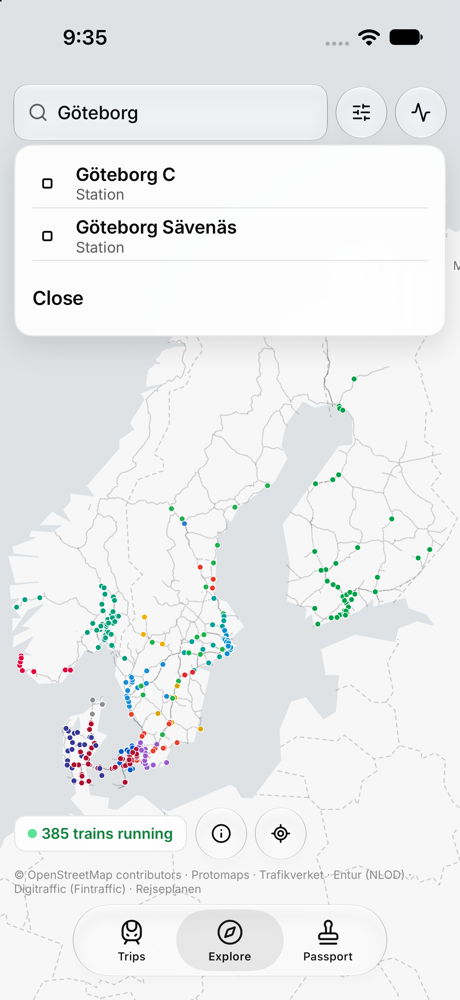 9:35
Göteborg
Göteborg C
Station
Göteborg Sävenäs
Station
Close
M
385 trains running
© OpenStreetMap contributors · Protomaps · Trafikverket · Entur (NLOD) ·
Digitraffic (Fintraffic) · Rejseplanen
Trips
Explore
Passport